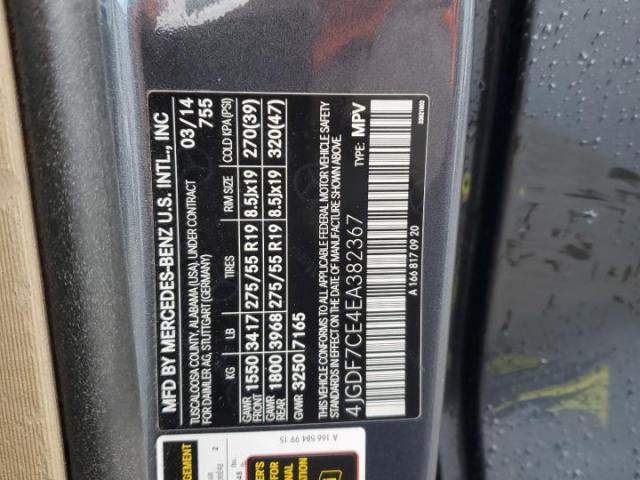 MFD BY MERCEDES-BENZ U.S. INTL., INC
TUSCALOOSA COUNTY, ALABAMA (USA), UNDER CONTRACT
FOR DAIMLER AG, STUTTGART (GERMANY)
03/14
755
KG LB TIRES RIM SIZE COLD KPA(PSI)
GAWR FRONT 1550 3417 275/55 R19 8.5Jx19 270(39)
GAWR REAR 1800 3968 275/55 R19 8.5Jx19 320(47)
GVWR 3250 7165
THIS VEHICLE CONFORMS TO ALL APPLICABLE FEDERAL MOTOR VEHICLE SAFETY
STANDARDS IN EFFECT ON THE DATE OF MANUFACTURE SHOWN ABOVE.
4JGDF7CE4EA382367 TYPE: MPV
A 166 817 09 20
A 166 584 99 15